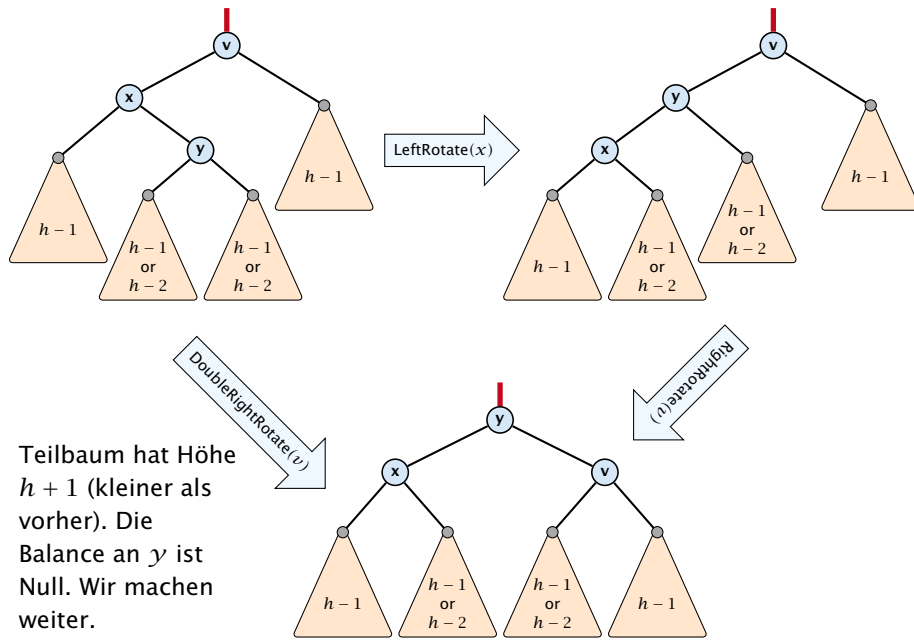 v
v
x
y
y
x
LeftRotate(x)
h − 1
h − 1
h − 1
or
h − 2
h − 1
or
h − 2
h − 1
h − 1
h − 1
or
h − 2
h − 1
or
h − 2
DoubleRightRotate(v)
RightRotate(v)
y
x
v
h − 1
h − 1
or
h − 2
h − 1
or
h − 2
h − 1
Teilbaum hat Höhe
h + 1 (kleiner als
vorher). Die
Balance an y ist
Null. Wir machen
weiter.